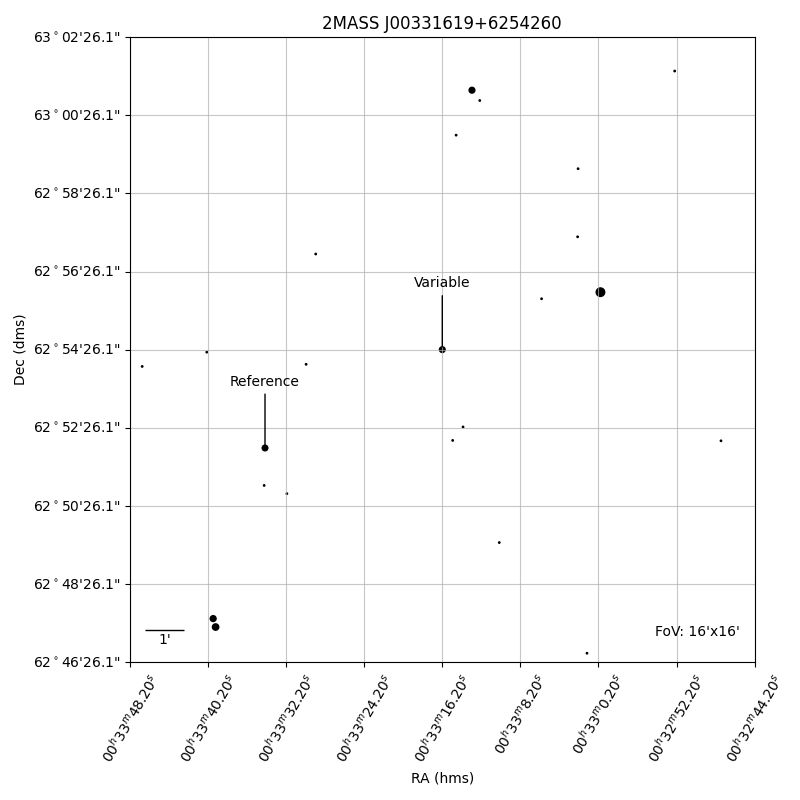 2MASS J00331619+6254260
63°02'26.1"
63°00'26.1"
62°58'26.1"
62°56'26.1"
62°54'26.1"
62°52'26.1"
62°50'26.1"
62°48'26.1"
62°46'26.1"
Dec (dms)
Variable
Reference
1'
FoV: 16'x16'
00h33m48.20s
00h33m40.20s
00h33m32.20s
00h33m24.20s
00h33m16.20s
00h33m8.20s
00h33m0.20s
00h32m52.20s
00h32m44.20s
RA (hms)